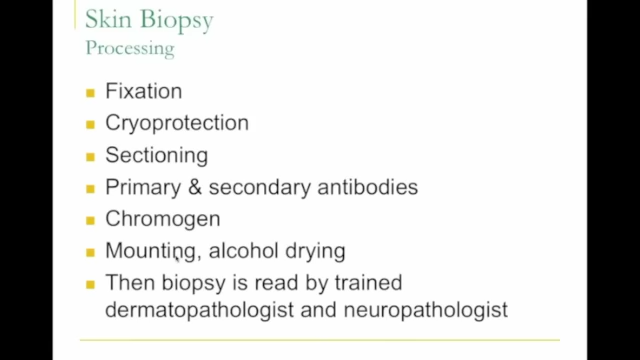 Skin Biopsy
Processing
Fixation
Cryoprotection
Sectioning
Primary & secondary antibodies
Chromogen
Mounting, alcohol drying
Then biopsy is read by trained
dermatopathologist and neuropathologist